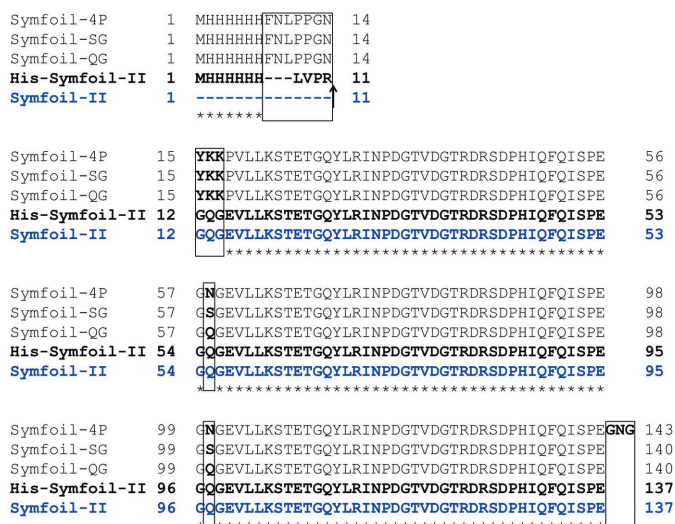 Symfoil-4P 1 MHHHHHHFNLPPGN 14
Symfoil-SG 1 MHHHHHHFNLPPGN 14
Symfoil-QG 1 MHHHHHHFNLPPGN 14
His-Symfoil-II 1 MHHHHHH---LVPR 11
Symfoil-II 1 -------------- 11
*******
Symfoil-4P 15 YKKPVLLKSTETGQYLRINPDGTVDGTRDRSDPHIQFQISPE 56
Symfoil-SG 15 YKKPVLLKSTETGQYLRINPDGTVDGTRDRSDPHIQFQISPE 56
Symfoil-QG 15 YKKPVLLKSTETGQYLRINPDGTVDGTRDRSDPHIQFQISPE 56
His-Symfoil-II 12 GQGEVLLKSTETGQYLRINPDGTVDGTRDRSDPHIQFQISPE 53
Symfoil-II 12 GQGEVLLKSTETGQYLRINPDGTVDGTRDRSDPHIQFQISPE 53
***************************************
Symfoil-4P 57 GNGEVLLKSTETGQYLRINPDGTVDGTRDRSDPHIQFQISPE 98
Symfoil-SG 57 GSGEVLLKSTETGQYLRINPDGTVDGTRDRSDPHIQFQISPE 98
Symfoil-QG 57 GQGEVLLKSTETGQYLRINPDGTVDGTRDRSDPHIQFQISPE 98
His-Symfoil-II 54 GQGEVLLKSTETGQYLRINPDGTVDGTRDRSDPHIQFQISPE 95
Symfoil-II 54 GQGEVLLKSTETGQYLRINPDGTVDGTRDRSDPHIQFQISPE 95
* ****************************************
Symfoil-4P 99 GNGEVLLKSTETGQYLRINPDGTVDGTRDRSDPHIQFQISPEGNG 143
Symfoil-SG 99 GSGEVLLKSTETGQYLRINPDGTVDGTRDRSDPHIQFQISPE 140
Symfoil-QG 99 GQGEVLLKSTETGQYLRINPDGTVDGTRDRSDPHIQFQISPE 140
His-Symfoil-II 96 GQGEVLLKSTETGQYLRINPDGTVDGTRDRSDPHIQFQISPE 137
Symfoil-II 96 GQGEVLLKSTETGQYLRINPDGTVDGTRDRSDPHIQFQISPE 137
* ****************************************